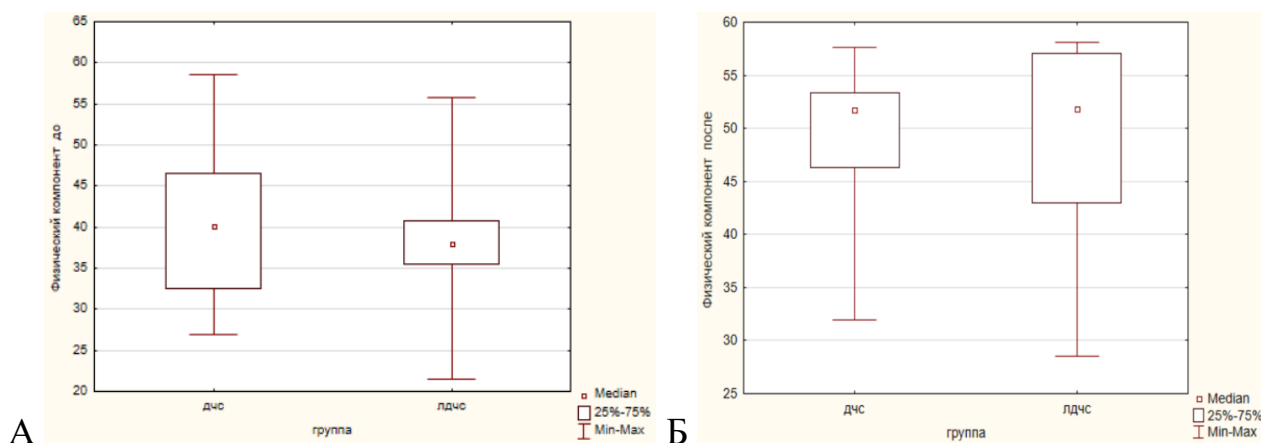 А
Физический компонент до
65
60
55
50
45
40
35
30
25
20
дчс
лдчс
группа
Median
25%-75%
Min-Max
Б
Физический компонент после
60
55
50
45
40
35
30
25
дчс
лдчс
группа
Median
25%-75%
Min-Max